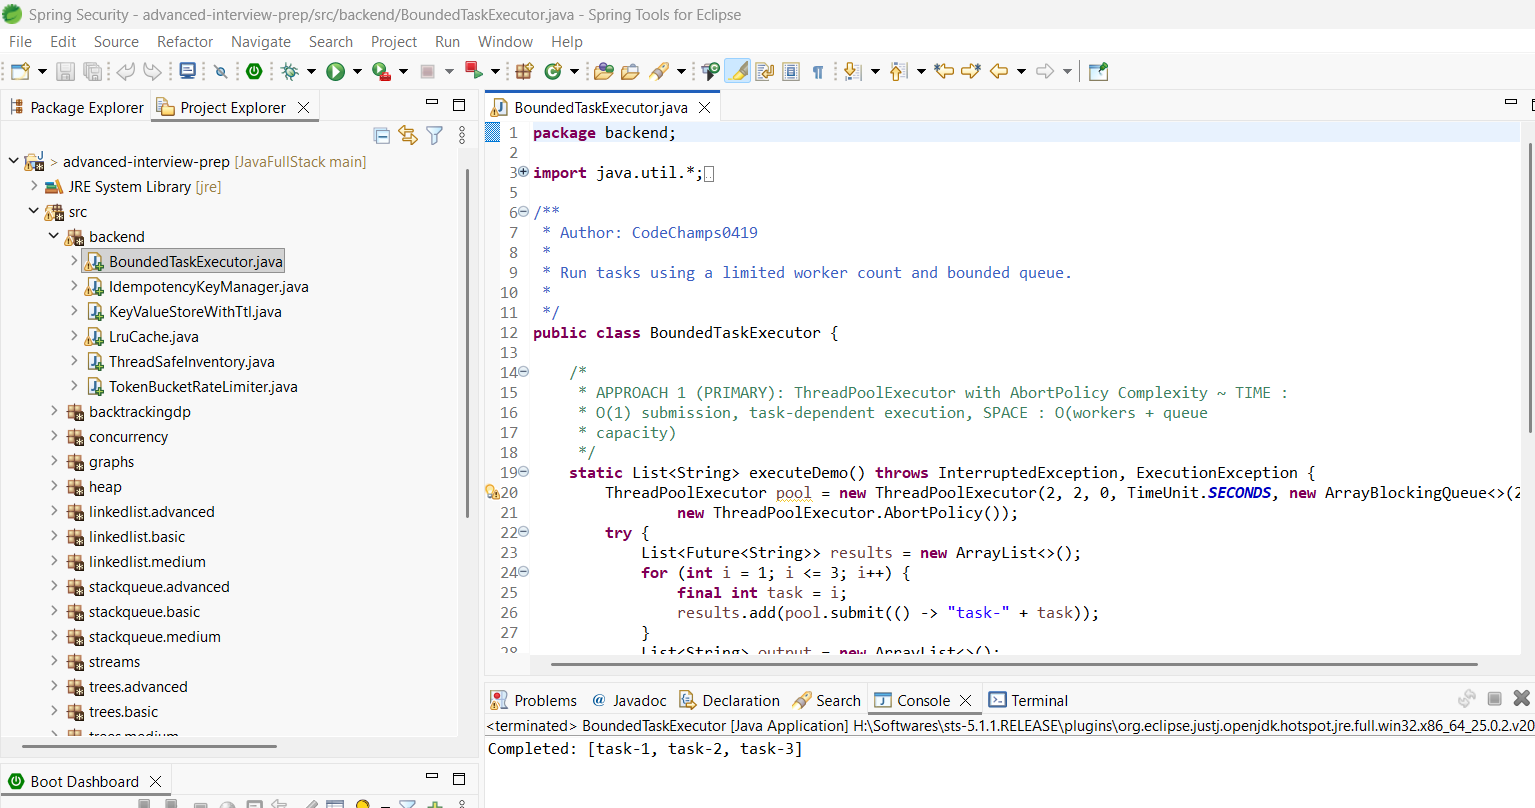 Spring Security - advanced-interview-prep/src/backend/BoundedTaskExecutor.java - Spring Tools for Eclipse
File Edit Source Refactor Navigate Search Project Run Window Help
Package Explorer
Project Explorer
> advanced-interview-prep [JavaFullStack main]
JRE System Library [jre]
src
backend
BoundedTaskExecutor.java
IdempotencyKeyManager.java
KeyValueStoreWithTtl.java
LruCache.java
ThreadSafeInventory.java
TokenBucketRateLimiter.java
backtrackingdp
concurrency
graphs
heap
linkedlist.advanced
linkedlist.basic
linkedlist.medium
stackqueue.advanced
stackqueue.basic
stackqueue.medium
streams
trees.advanced
trees.basic
trees.medium
Boot Dashboard
BoundedTaskExecutor.java
1 package backend;
2
3 import java.util.*;
5
6 /**
7  * Author: CodeChamps0419
8  *
9  * Run tasks using a limited worker count and bounded queue.
10  *
11  */
12 public class BoundedTaskExecutor {
13
14     /*
15      * APPROACH 1 (PRIMARY): ThreadPoolExecutor with AbortPolicy Complexity ~ TIME :
16      * O(1) submission, task-dependent execution, SPACE : O(workers + queue
17      * capacity)
18      */
19     static List<String> executeDemo() throws InterruptedException, ExecutionException {
20         ThreadPoolExecutor pool = new ThreadPoolExecutor(2, 2, 0, TimeUnit.SECONDS, new ArrayBlockingQueue<>(2
21                 new ThreadPoolExecutor.AbortPolicy());
22         try {
23             List<Future<String>> results = new ArrayList<>();
24             for (int i = 1; i <= 3; i++) {
25                 final int task = i;
26                 results.add(pool.submit(() -> "task-" + task));
27             }
28             List<String> output = new ArrayList<>();
Problems @ Javadoc Declaration Search Console Terminal
<terminated> BoundedTaskExecutor [Java Application] H:\Softwares\sts-5.1.1.RELEASE\plugins\org.eclipse.justj.openjdk.hotspot.jre.full.win32.x86_64_25.0.2.v20
Completed: [task-1, task-2, task-3]